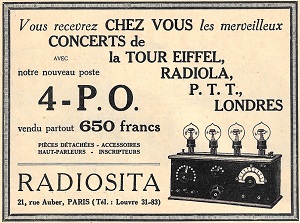 Vous recevrez CHEZ VOUS les merveilleux
CONCERTS de la TOUR EIFFEL,
AVEC
notre nouveau poste
RADIOLA,
4-P.O.
P. T. T.,
LONDRES
vendu partout 650 francs
PIÈCES DÉTACHÉES - ACCESSOIRES
HAUT-PARLEURS - INSCRIPTEURS
RADIOSITA
21, rue Auber, PARIS (Tél. : Louvre 31-83)